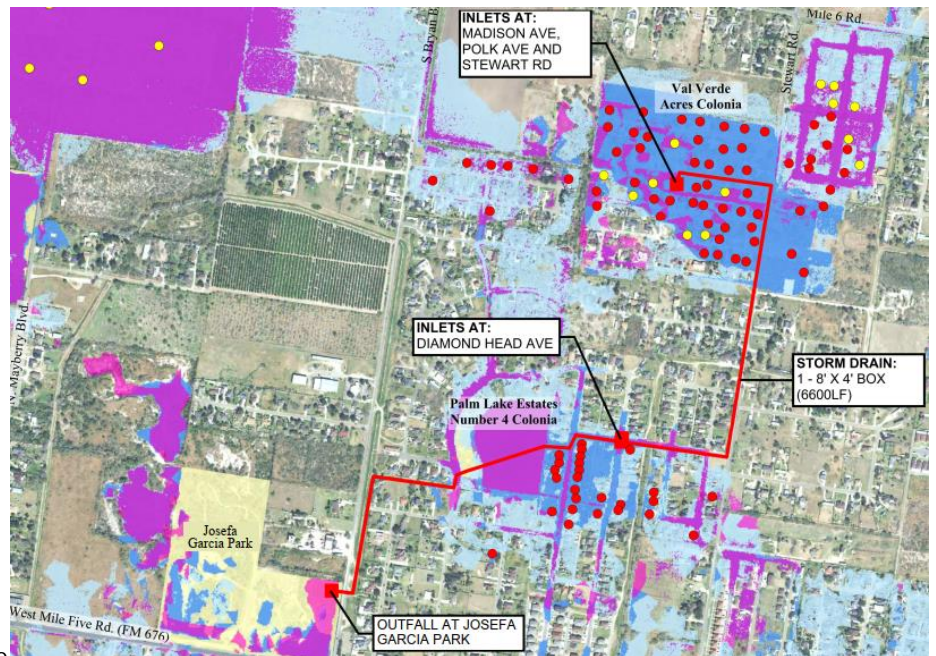 INLETS AT:
MADISON AVE,
POLK AVE AND
STEWART RD
S Bryan
Mile 6 Rd.
Stewart Rd.
Val Verde
Acres Colonia
N. Mayberry Blvd
INLETS AT:
DIAMOND HEAD AVE
STORM DRAIN:
1 - 8' X 4' BOX
(6600LF)
Palm Lake Estates
Number 4 Colonia
Josefa
Garcia Park
West Mile Five Rd. (FM 676)
OUTFALL AT JOSEFA
GARCIA PARK